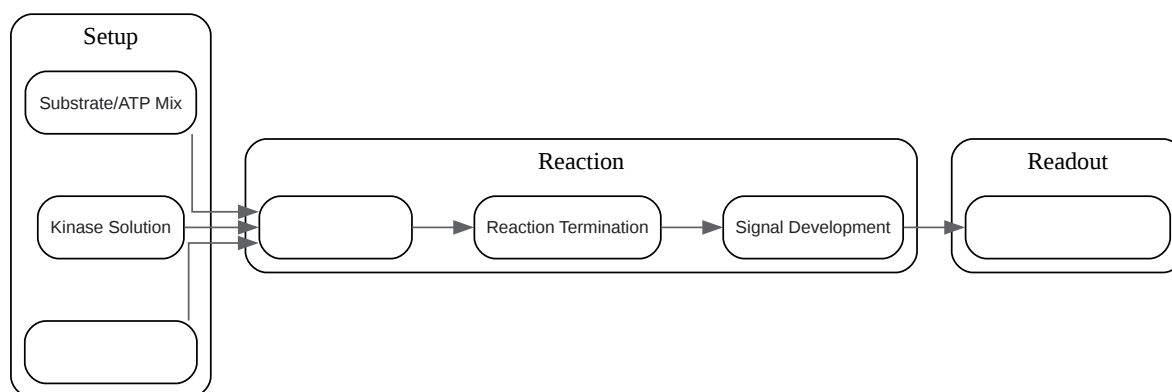 Setup
Substrate/ATP Mix
Kinase Solution
Reaction
Reaction Termination
Signal Development
Readout